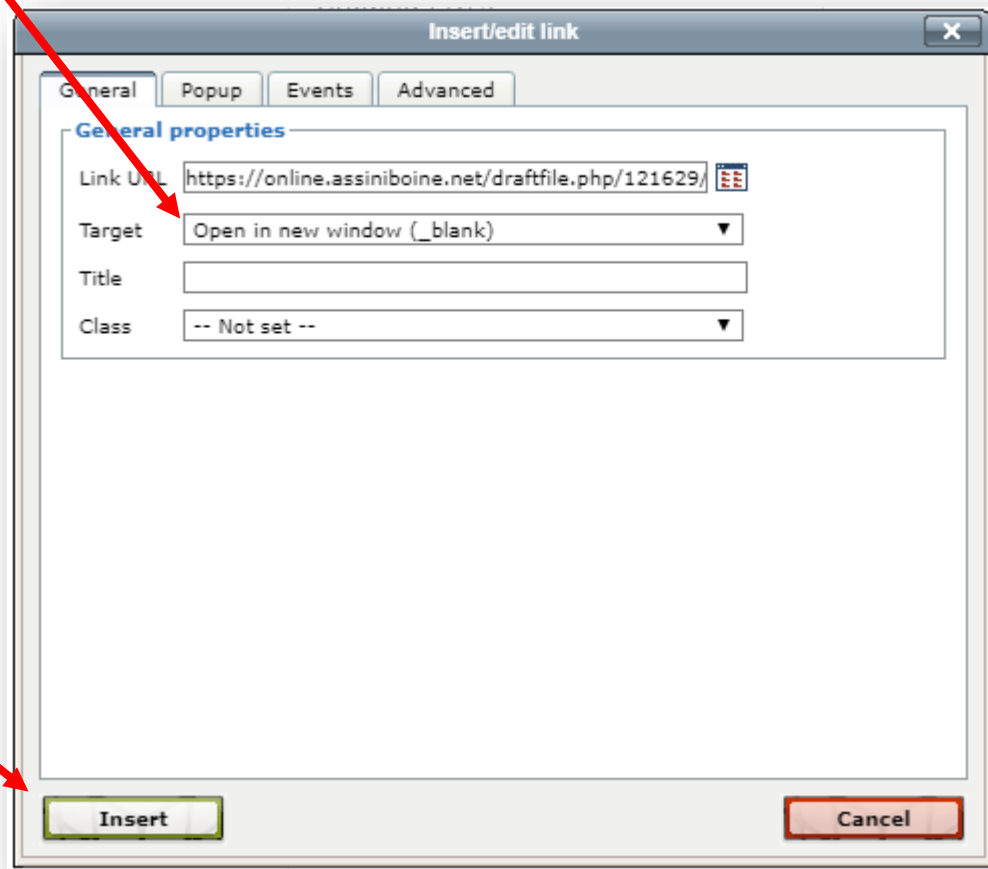 Insert/edit link
General Popup Events Advanced
General properties
Link URL https://online.assiniboine.net/draftfile.php/121629/
Target Open in new window (_blank)
Title
Class -- Not set --
Insert Cancel